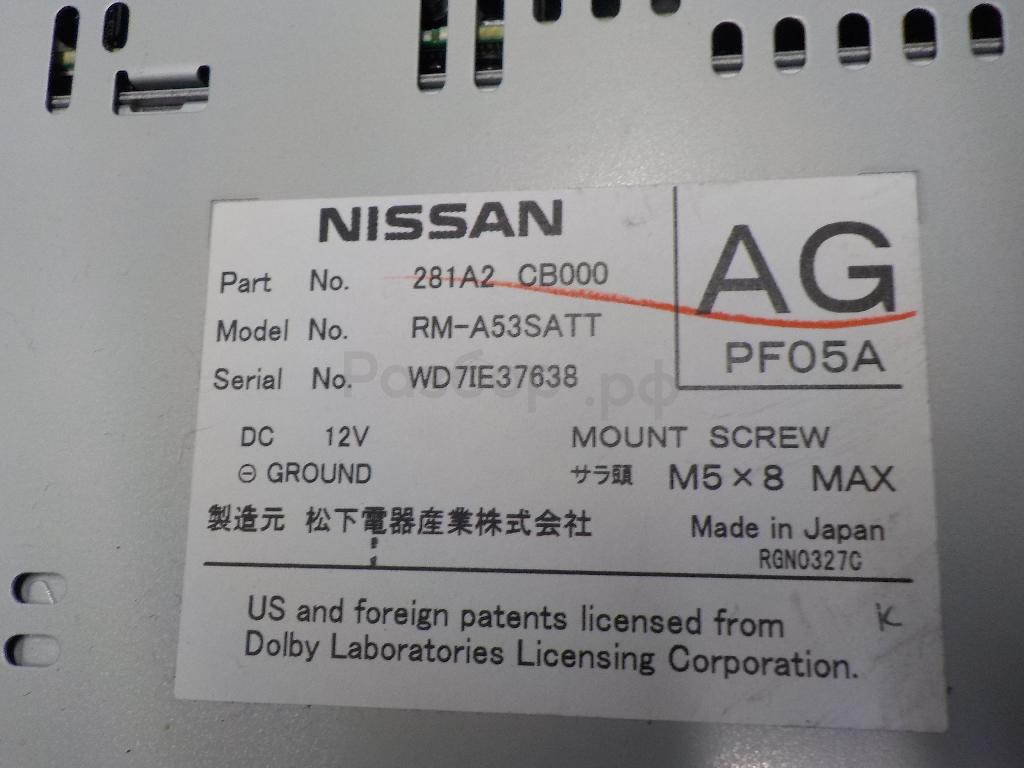 NISSAN
Part No. 281A2 CB000
Model No. RM-A53SATT
Serial No. WD7IE37638
AG
PF05A
DC 12V
⊖ GROUND
MOUNT SCREW
サラ頭 M5×8 MAX
製造元 松下電器産業株式会社
Made in Japan
RGN0327C
US and foreign patents licensed from
Dolby Laboratories Licensing Corporation.
K
Разбор.рф